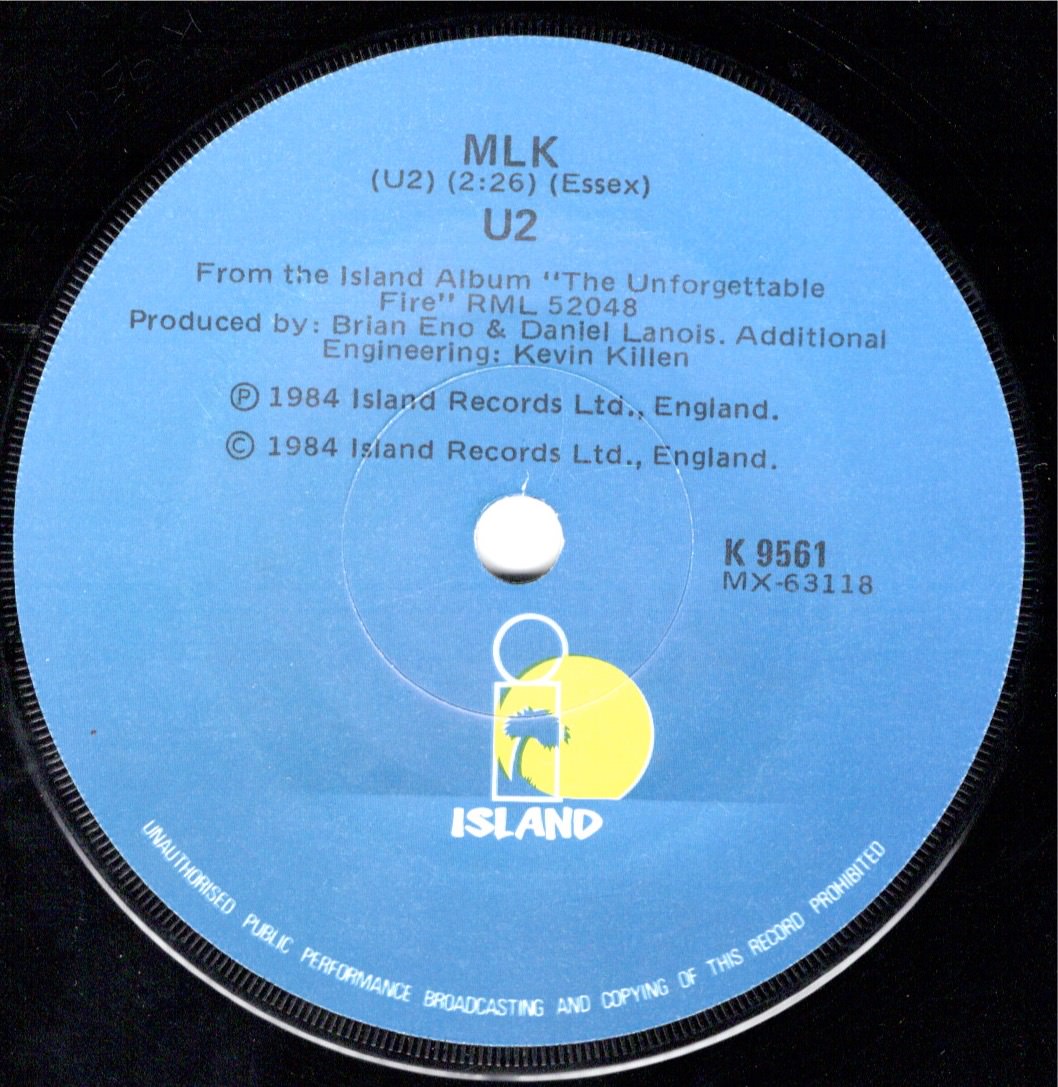 MLK
(U2) (2:26) (Essex)
U2
From the Island Album "The Unforgettable
Fire" RML 52048
Produced by: Brian Eno & Daniel Lanois. Additional
Engineering: Kevin Killen
Ⓟ 1984 Island Records Ltd., England.
© 1984 Island Records Ltd., England.
K 9561
MX-63118
ISLAND
UNAUTHORISED PUBLIC PERFORMANCE BROADCASTING AND COPYING OF THIS RECORD PROHIBITED